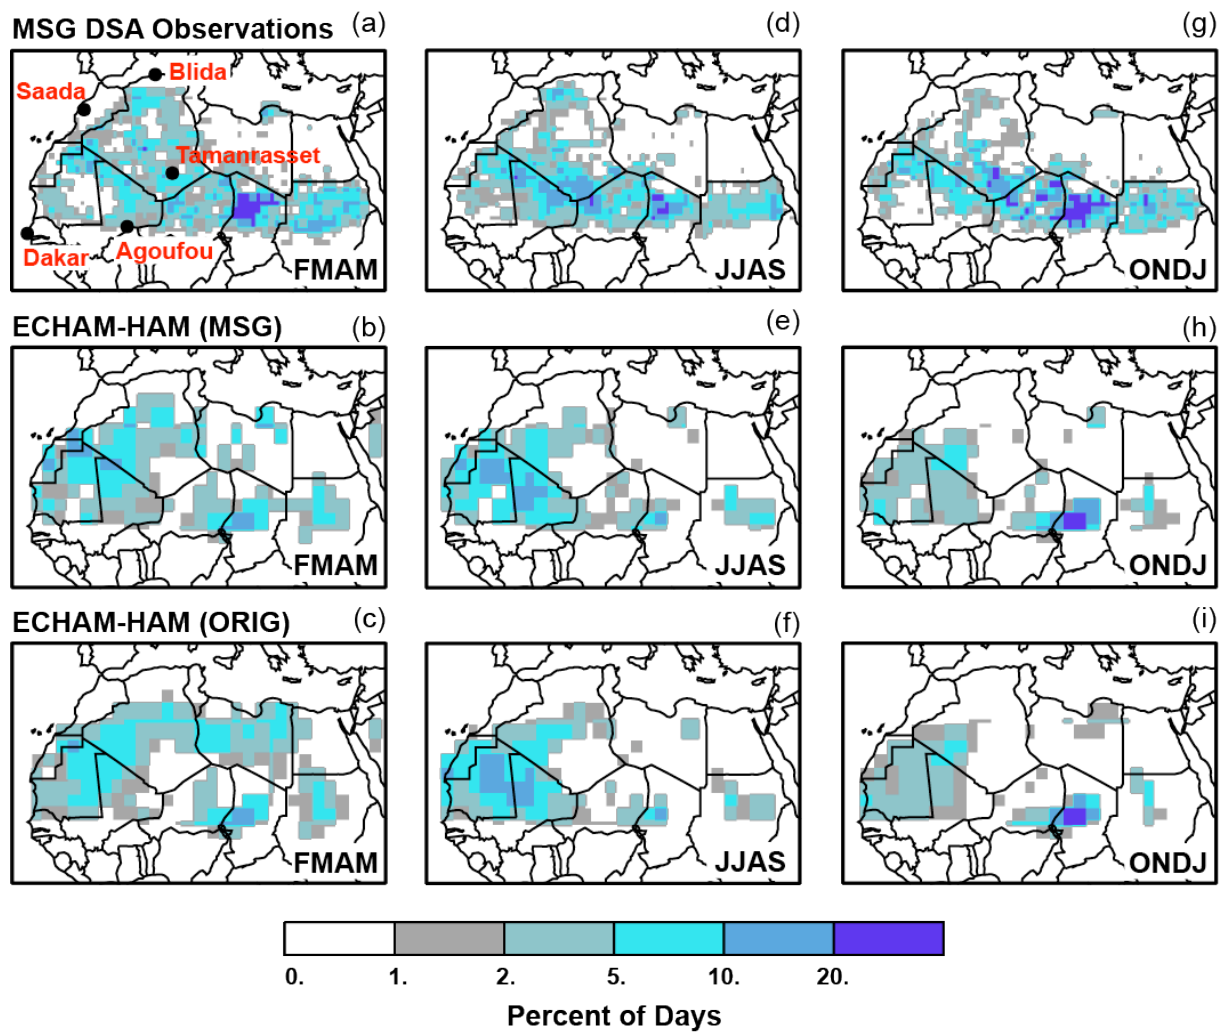 MSG DSA Observations (a)
(d)
(g)
Blida
Saada
Tamanrasset
Dakar
Agoufou
FMAM
JJAS
ONDJ
ECHAM-HAM (MSG) (b)
(e)
(h)
FMAM
JJAS
ONDJ
ECHAM-HAM (ORIG) (c)
(f)
(i)
FMAM
JJAS
ONDJ
0. 1. 2. 5. 10. 20.
Percent of Days